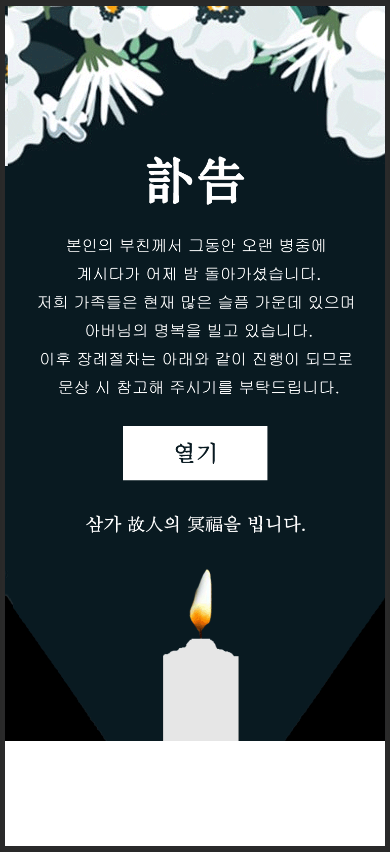 訃告
본인의 부친께서 그동안 오랜 병중에
계시다가 어제 밤 돌아가셨습니다.
저희 가족들은 현재 많은 슬픔 가운데 있으며
아버님의 명복을 빌고 있습니다.
이후 장례절차는 아래와 같이 진행이 되므로
문상 시 참고해 주시기를 부탁드립니다.
열기
삼가 故人의 冥福을 빕니다.